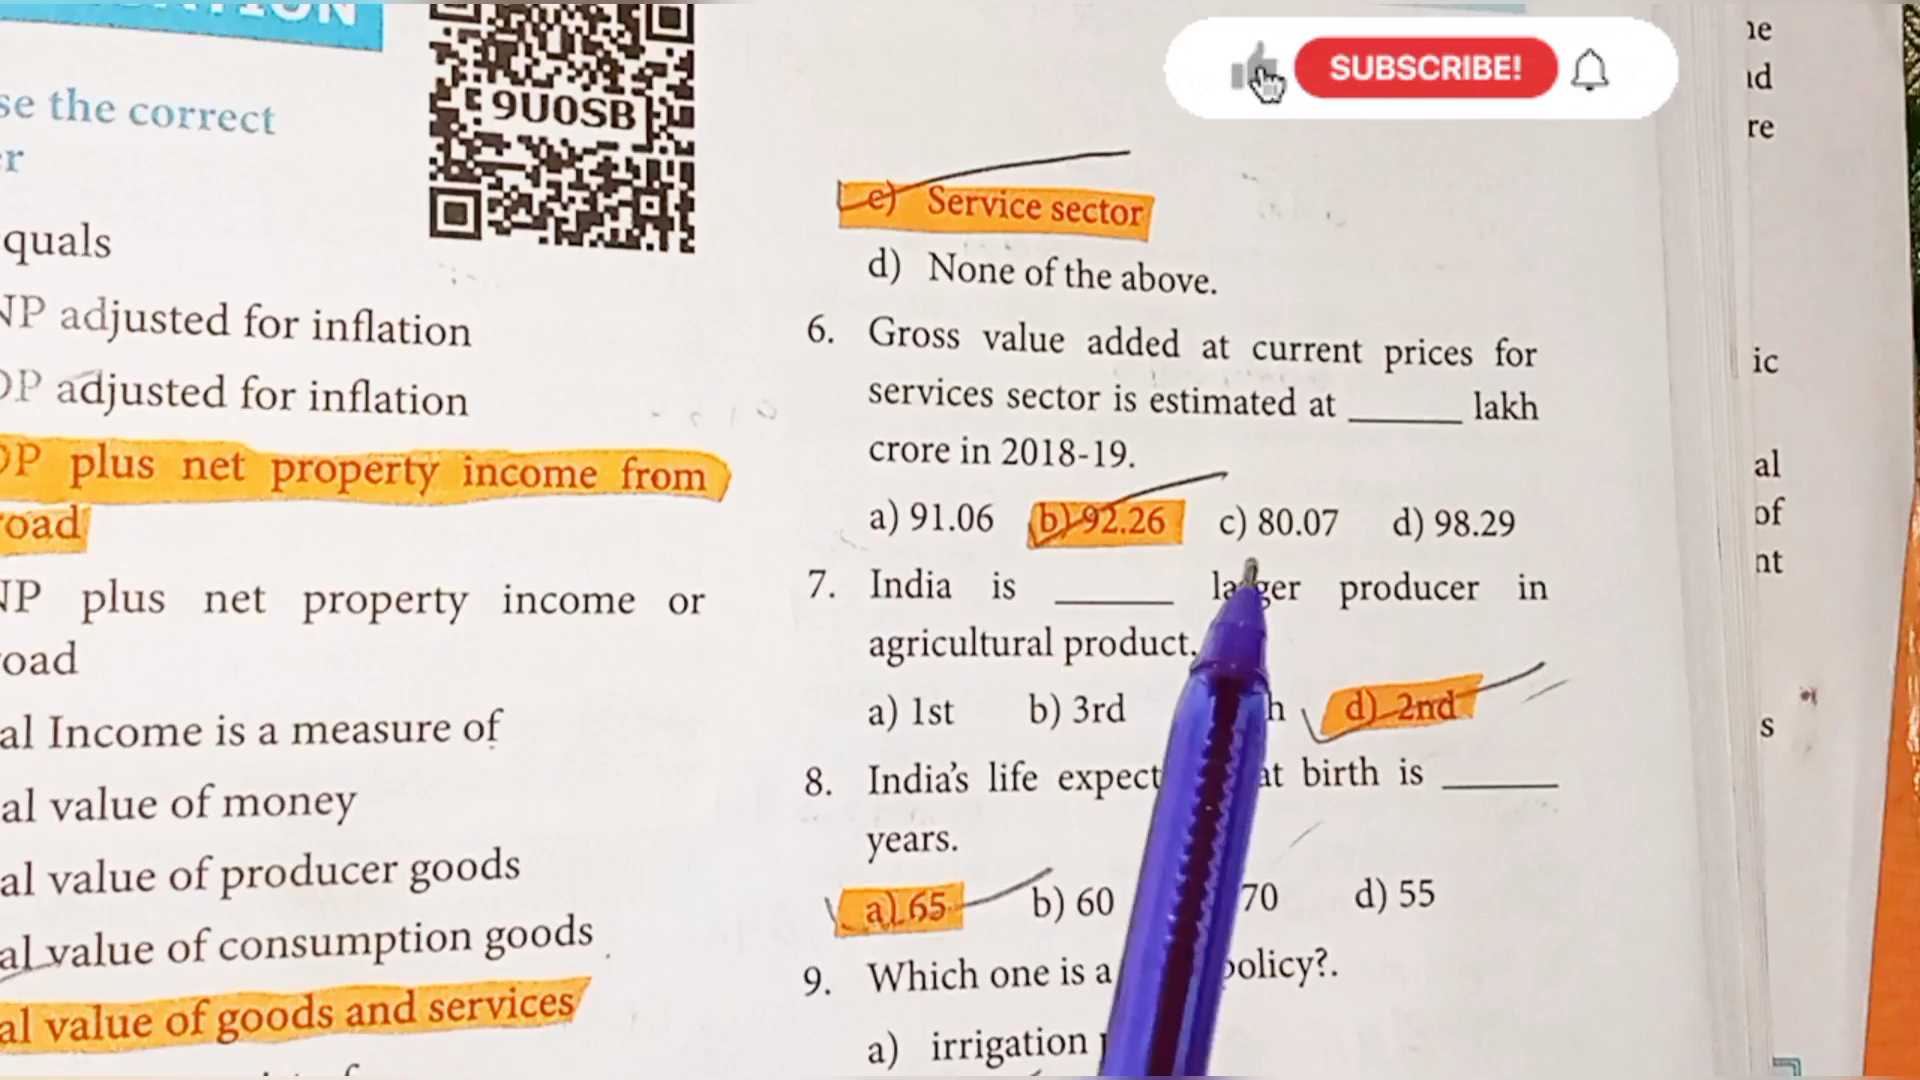 se the correct
er
quals
NP adjusted for inflation
DP adjusted for inflation
DP plus net property income from
road
NP plus net property income or
road
al Income is a measure of
al value of money
al value of producer goods
al value of consumption goods
al value of goods and services
9U0SB
SUBSCRIBE!
c) Service sector
d) None of the above.
6. Gross value added at current prices for
services sector is estimated at ______ lakh
crore in 2018-19.
a) 91.06 b) 92.26 c) 80.07 d) 98.29
7. India is ______ larger producer in
agricultural product.
a) 1st b) 3rd h d) 2nd
8. India's life expect at birth is ______
years.
a) 65 b) 60 70 d) 55
9. Which one is a policy?.
a) irrigation
ne
nd
re
ic
al
of
nt
s